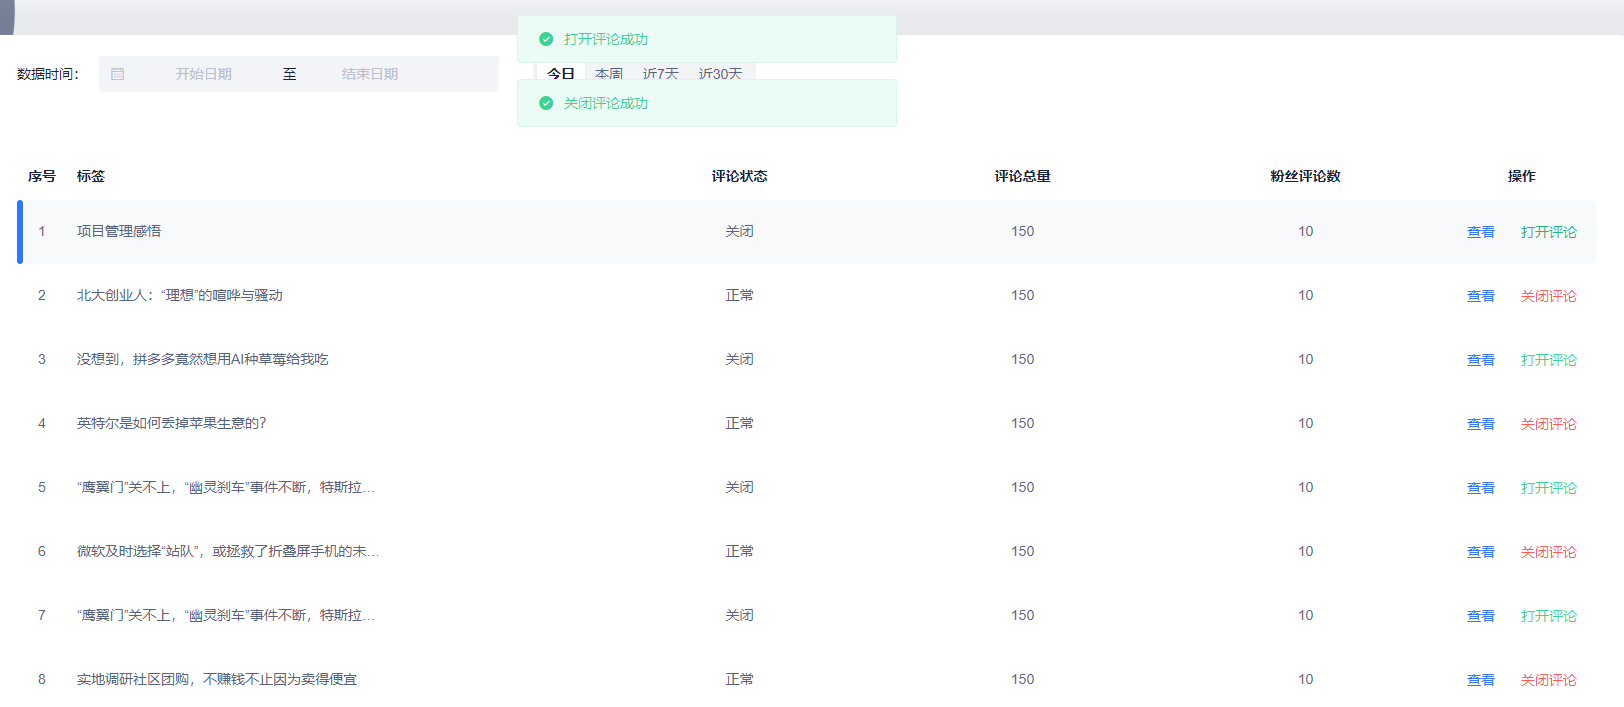 打开评论成功
数据时间： 开始日期 至 结束日期 今日 本周 近7天 近30天
关闭评论成功
序号 标签 评论状态 评论总量 粉丝评论数 操作
1 项目管理感悟 关闭 150 10 查看 打开评论
2 北大创业人：“理想”的喧哗与骚动 正常 150 10 查看 关闭评论
3 没想到，拼多多竟然想用AI种草莓给我吃 关闭 150 10 查看 打开评论
4 英特尔是如何丢掉苹果生意的？ 正常 150 10 查看 关闭评论
5 “鹰翼门”关不上，“幽灵刹车”事件不断，特斯拉... 关闭 150 10 查看 打开评论
6 微软及时选择“站队”，或拯救了折叠屏手机的未... 正常 150 10 查看 关闭评论
7 “鹰翼门”关不上，“幽灵刹车”事件不断，特斯拉... 关闭 150 10 查看 打开评论
8 实地调研社区团购，不赚钱不止因为卖得便宜 正常 150 10 查看 关闭评论